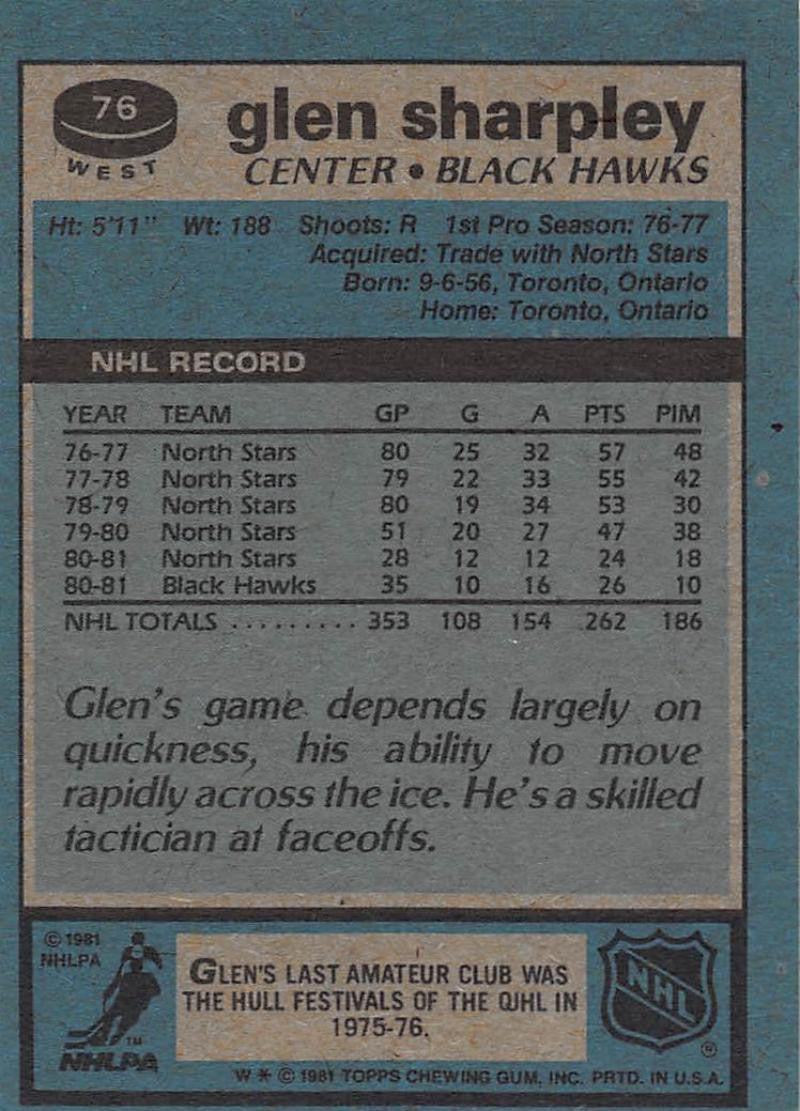 76
WEST
glen sharpley
CENTER • BLACK HAWKS
Ht: 5'11" Wt: 188 Shoots: R 1st Pro Season: 76-77
Acquired: Trade with North Stars
Born: 9-6-56, Toronto, Ontario
Home: Toronto, Ontario
NHL RECORD
YEAR TEAM GP G A PTS PIM
76-77 North Stars 80 25 32 57 48
77-78 North Stars 79 22 33 55 42
78-79 North Stars 80 19 34 53 30
79-80 North Stars 51 20 27 47 38
80-81 North Stars 28 12 12 24 18
80-81 Black Hawks 35 10 16 26 10
NHL TOTALS .......... 353 108 154 262 186
Glen's game depends largely on
quickness, his ability to move
rapidly across the ice. He's a skilled
tactician at faceoffs.
© 1981
NHLPA
TM
NHLPA
GLEN'S LAST AMATEUR CLUB WAS
THE HULL FESTIVALS OF THE QJHL IN
1975-76.
NHL
®
W * © 1981 TOPPS CHEWING GUM, INC. PRTD. IN U.S.A.